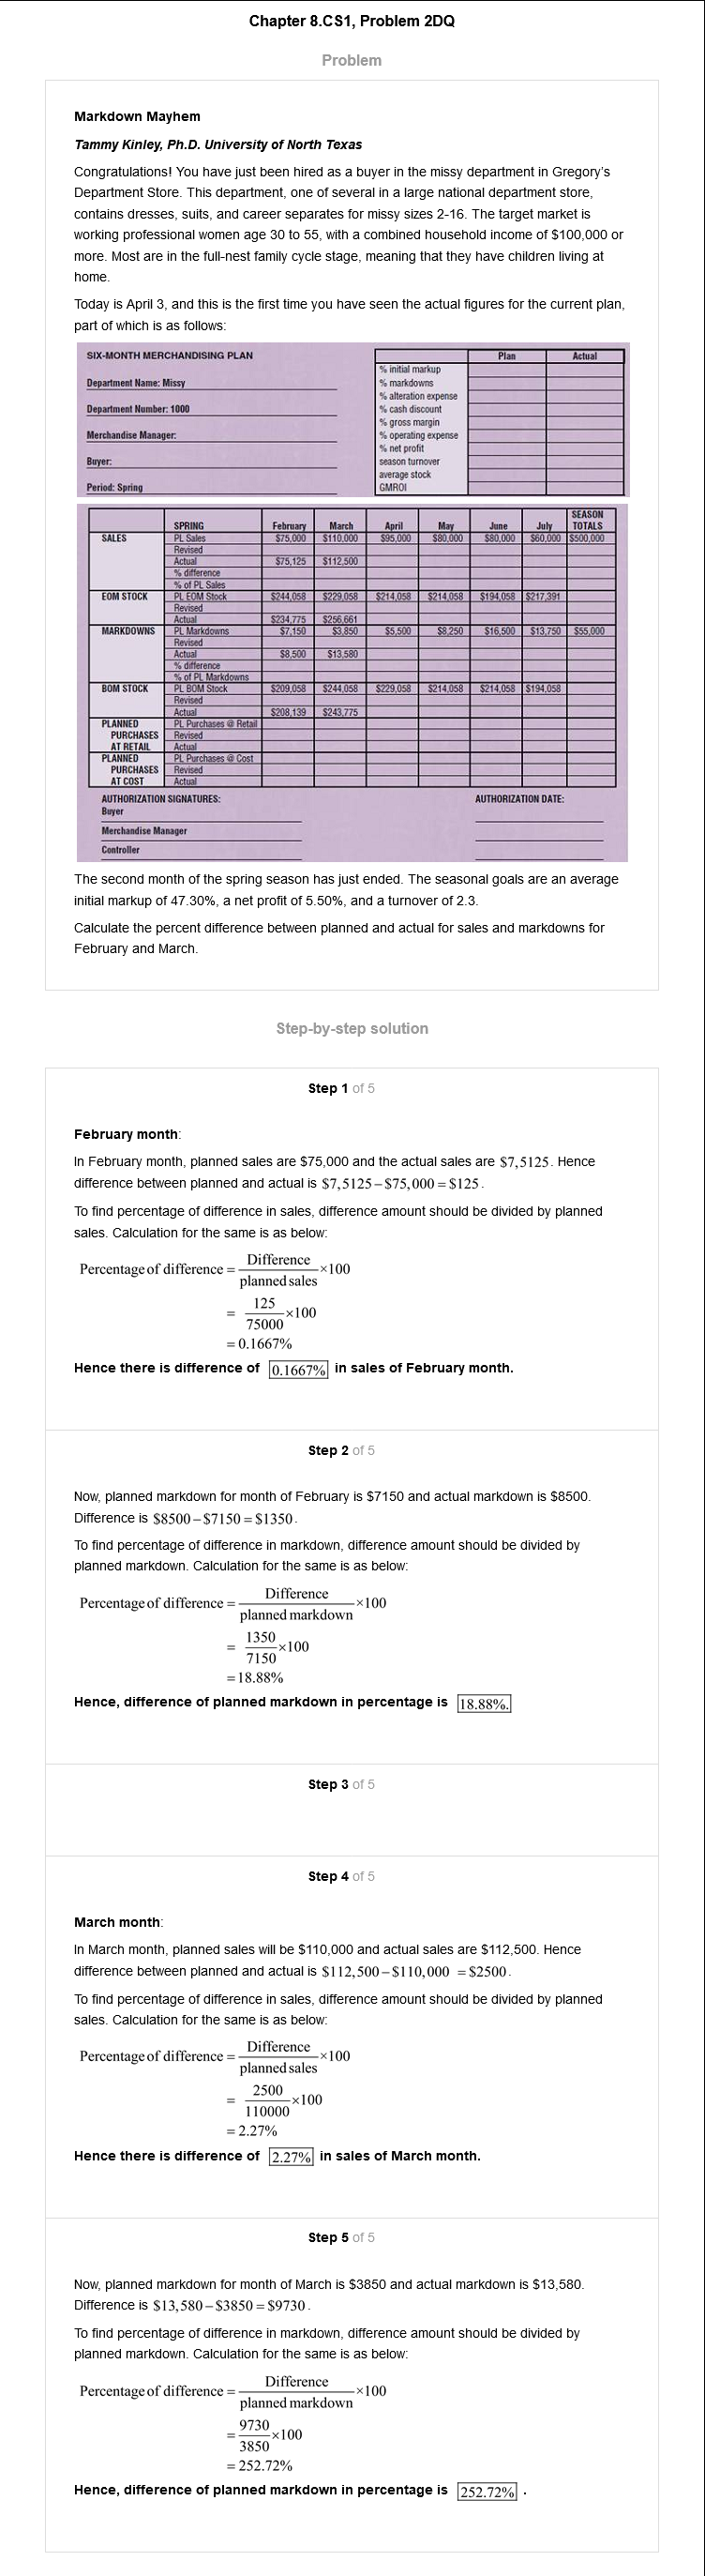 Chapter 8.CS1, Problem 2DQ
Problem
Markdown Mayhem
Tammy Kinley, Ph.D. University of North Texas
Congratulations! You have just been hired as a buyer in the missy department in Gregory's
Department Store. This department, one of several in a large national department store,
contains dresses, suits, and career separates for missy sizes 2-16. The target market is
working professional women age 30 to 55, with a combined household income of $100,000 or
more. Most are in the full-nest family cycle stage, meaning that they have children living at
home.
Today is April 3, and this is the first time you have seen the actual figures for the current plan,
part of which is as follows:
SIX-MONTH MERCHANDISING PLAN
Department Name: Missy
Department Number: 1000
Merchandise Manager:
Buyer:
Period: Spring
Plan Actual
% initial markup
% markdowns
% alteration expense
% cash discount
% gross margin
% operating expense
% net profit
season turnover
average stock
GMROI
SPRING February March April May June July SEASON TOTALS
SALES PL Sales $75,000 $110,000 $95,000 $80,000 $80,000 $60,000 $500,000
Revised
Actual $75,125 $112,500
% difference
% of PL Sales
EOM STOCK PL EOM Stock $244,058 $229,058 $214,058 $214,058 $194,058 $217,391
Revised
Actual $234,775 $256,661
MARKDOWNS PL Markdowns $7,150 $3,850 $5,500 $8,250 $16,500 $13,750 $55,000
Revised
Actual $8,500 $13,580
% difference
% of PL Markdowns
BOM STOCK PL BOM Stock $209,058 $244,058 $229,058 $214,058 $214,058 $194,058
Revised
Actual $208,139 $243,775
PLANNED PL Purchases @ Retail
PURCHASES Revised
AT RETAIL Actual
PLANNED PL Purchases @ Cost
PURCHASES Revised
AT COST Actual
AUTHORIZATION SIGNATURES: AUTHORIZATION DATE:
Buyer
Merchandise Manager
Controller
The second month of the spring season has just ended. The seasonal goals are an average
initial markup of 47.30%, a net profit of 5.50%, and a turnover of 2.3.
Calculate the percent difference between planned and actual for sales and markdowns for
February and March.
Step-by-step solution
Step 1 of 5
February month:
In February month, planned sales are $75,000 and the actual sales are $7,5125. Hence
difference between planned and actual is $7,5125–$75,000 = $125.
To find percentage of difference in sales, difference amount should be divided by planned
sales. Calculation for the same is as below:
Percentage of difference = Difference / planned sales ×100
= 125 / 75000 ×100
= 0.1667%
Hence there is difference of 0.1667% in sales of February month.
Step 2 of 5
Now, planned markdown for month of February is $7150 and actual markdown is $8500.
Difference is $8500–$7150 = $1350.
To find percentage of difference in markdown, difference amount should be divided by
planned markdown. Calculation for the same is as below:
Percentage of difference = Difference / planned markdown ×100
= 1350 / 7150 ×100
= 18.88%
Hence, difference of planned markdown in percentage is 18.88%.
Step 3 of 5
Step 4 of 5
March month:
In March month, planned sales will be $110,000 and actual sales are $112,500. Hence
difference between planned and actual is $112,500–$110,000 = $2500.
To find percentage of difference in sales, difference amount should be divided by planned
sales. Calculation for the same is as below:
Percentage of difference = Difference / planned sales ×100
= 2500 / 110000 ×100
= 2.27%
Hence there is difference of 2.27% in sales of March month.
Step 5 of 5
Now, planned markdown for month of March is $3850 and actual markdown is $13,580.
Difference is $13,580–$3850 = $9730.
To find percentage of difference in markdown, difference amount should be divided by
planned markdown. Calculation for the same is as below:
Percentage of difference = Difference / planned markdown ×100
= 9730 / 3850 ×100
= 252.72%
Hence, difference of planned markdown in percentage is 252.72% .